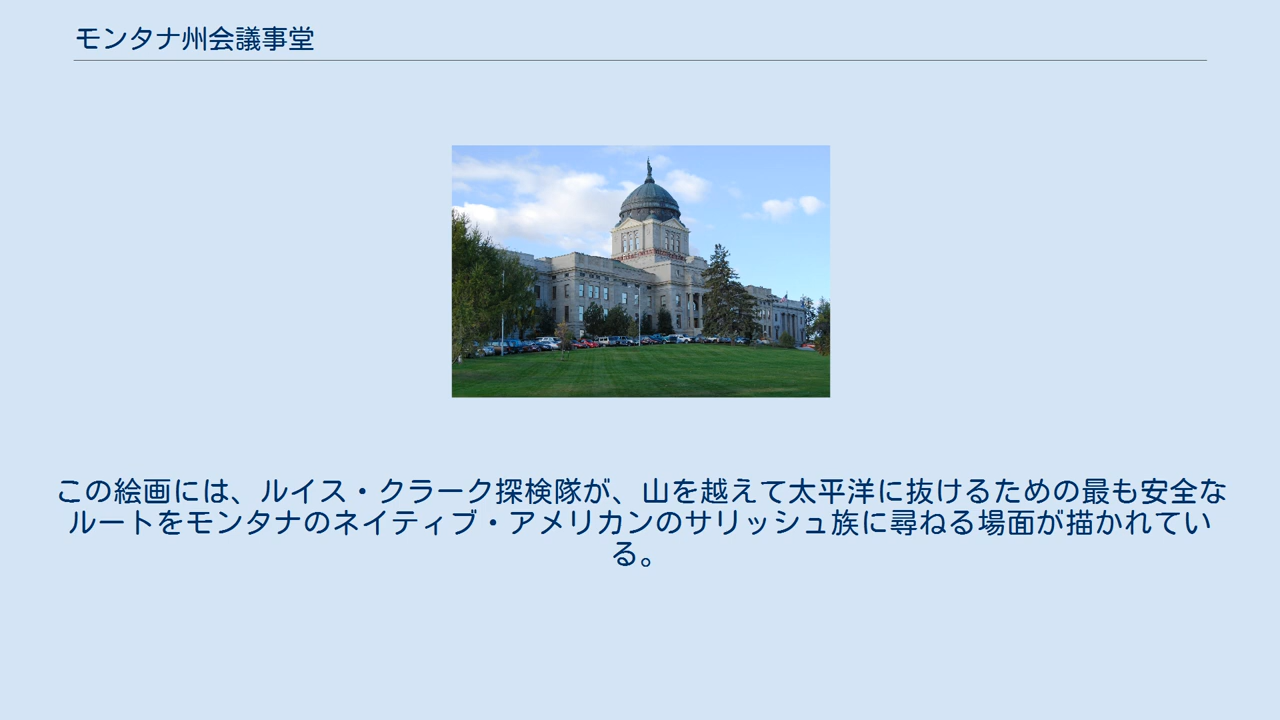 モンタナ州会議事堂
この絵画には、ルイス・クラーク探検隊が、山を越えて太平洋に抜けるための最も安全な
ルートをモンタナのネイティブ・アメリカンのサリッシュ族に尋ねる場面が描かれてい
る。